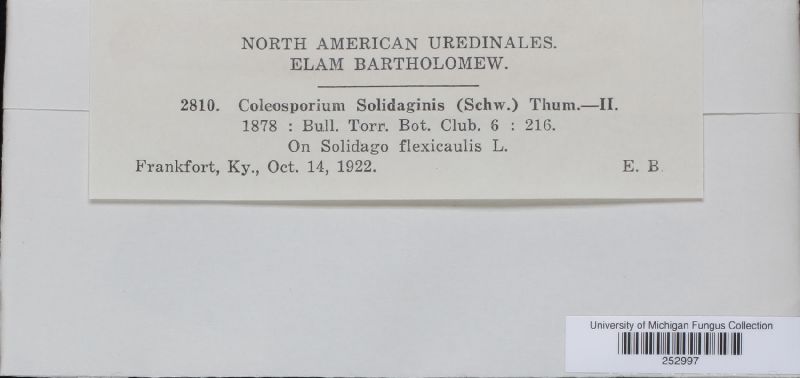 NORTH AMERICAN UREDINALES.
ELAM BARTHOLOMEW.
2810. Coleosporium Solidaginis (Schw.) Thum.—II.
1878 : Bull. Torr. Bot. Club. 6 : 216.
On Solidago flexicaulis L.
Frankfort, Ky., Oct. 14, 1922. E. B.
University of Michigan Fungus Collection
252997